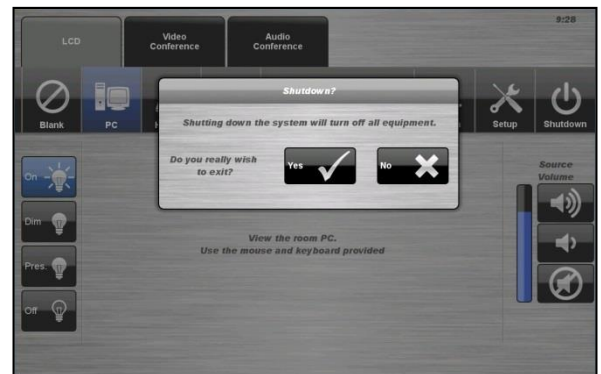 9:28
LCD
Video
Conference
Audio
Conference
Blank
PC
Setup
Shutdown
Shutdown?
Shutting down the system will turn off all equipment.
Do you really wish
to exit?
Yes
No
On
Dim
Pres.
Off
View the room PC.
Use the mouse and keyboard provided
Source
Volume